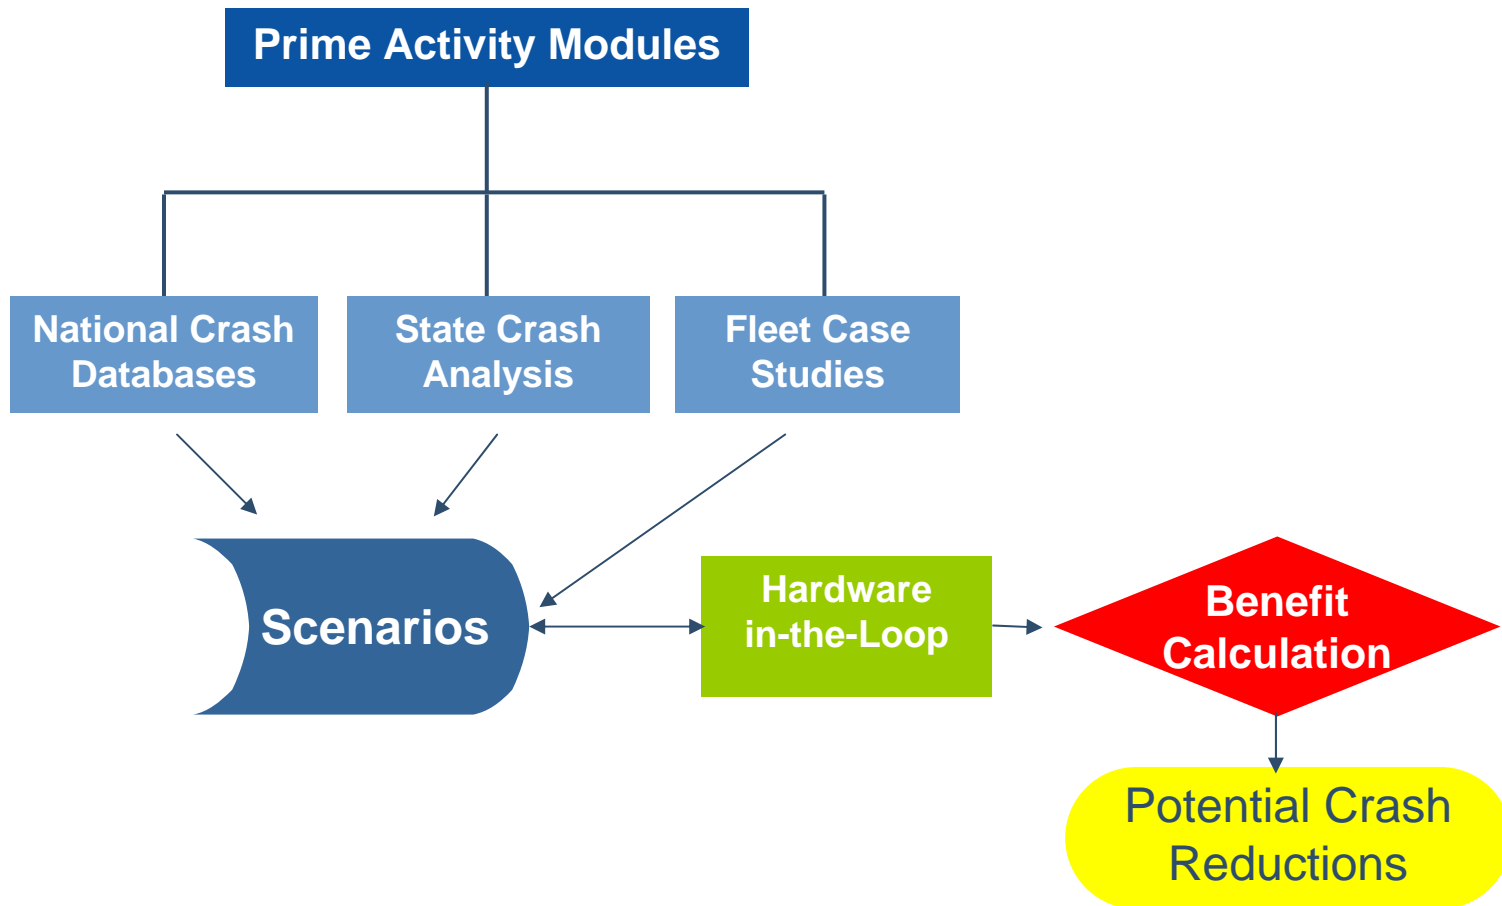 Prime Activity Modules
National Crash
Databases
State Crash
Analysis
Fleet Case
Studies
Scenarios
Hardware
in-the-Loop
Benefit
Calculation
Potential Crash
Reductions